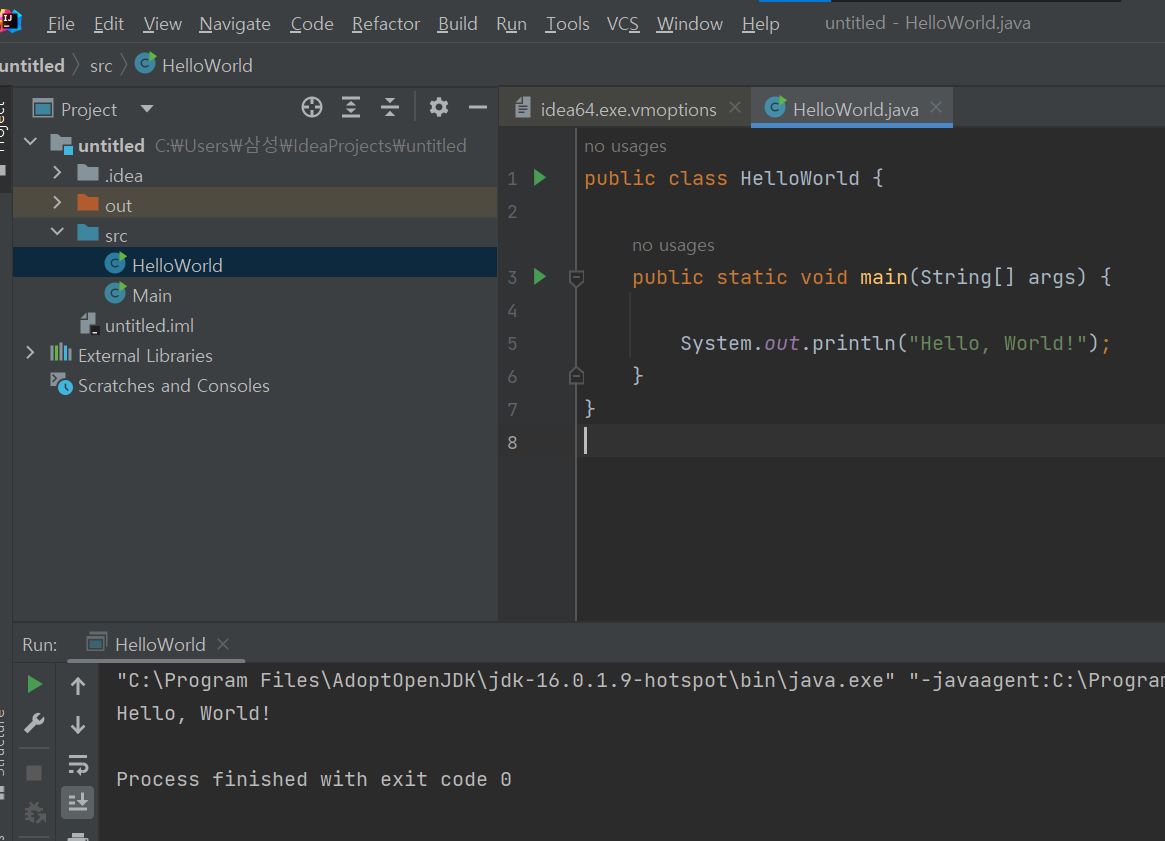 File Edit View Navigate Code Refactor Build Run Tools VCS Window Help untitled - HelloWorld.java
untitled src HelloWorld
Project
idea64.exe.vmoptions HelloWorld.java
untitled C:₩Users₩삼성₩IdeaProjects₩untitled
.idea
out
src
HelloWorld
Main
untitled.iml
External Libraries
Scratches and Consoles
no usages
1 public class HelloWorld {
2
no usages
3 public static void main(String[] args) {
4
5 System.out.println("Hello, World!");
6 }
7 }
8
Run: HelloWorld
"C:\Program Files\AdoptOpenJDK\jdk-16.0.1.9-hotspot\bin\java.exe" "-javaagent:C:\Program
Hello, World!
Process finished with exit code 0
Structure